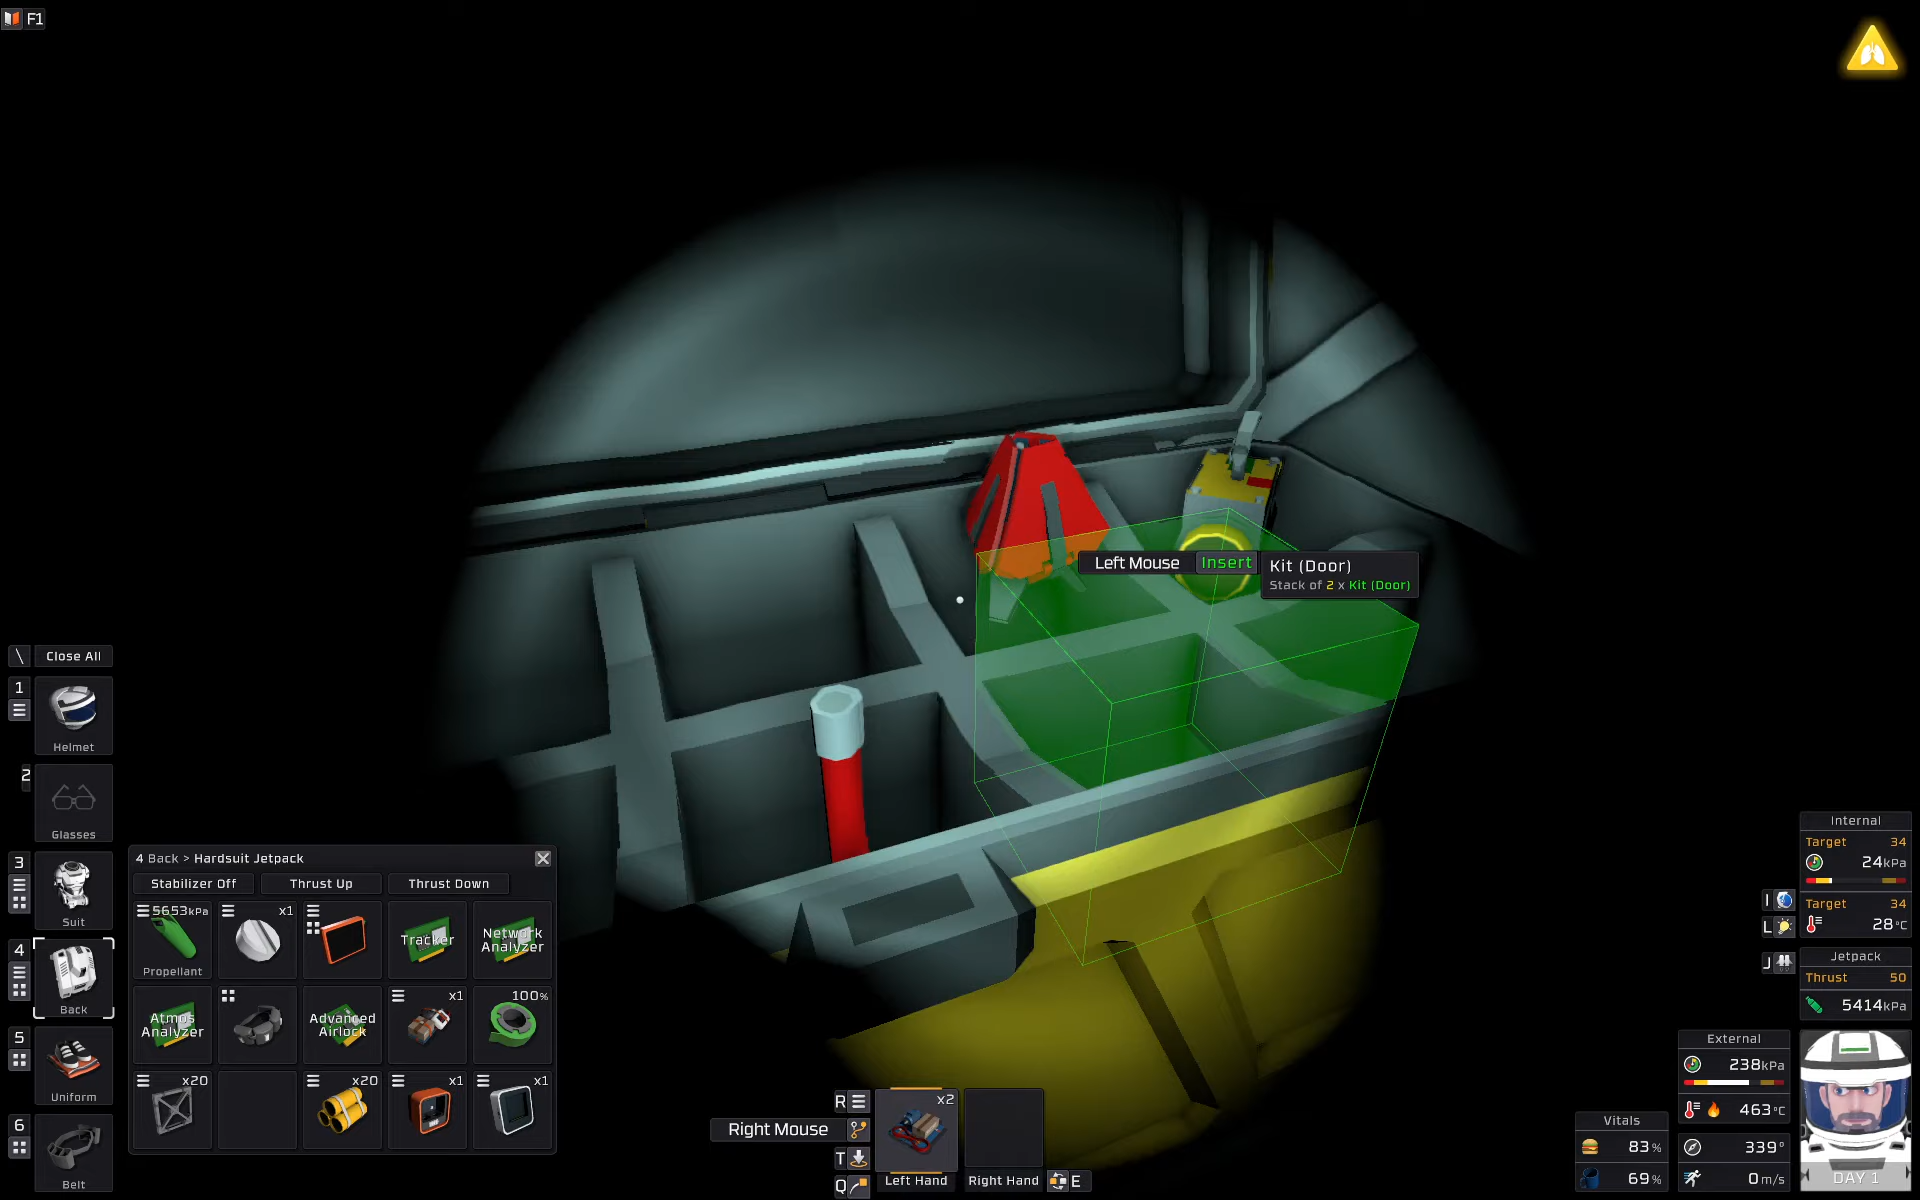 F1
Left Mouse Insert
Kit (Door)
Stack of 2 x Kit (Door)
\ Close All
1
Helmet
2
Glasses
3
Suit
4
Back
5
Uniform
6
Belt
4 Back > Hardsuit Jetpack
Stabilizer Off Thrust Up Thrust Down
5653kPa x1
Propellant
Tracker
Network
Analyzer
Atmos
Analyzer
Advanced
Airlock
x1
100%
x20 x20 x1 x1
R
Right Mouse
T
Q
x2
Left Hand
Right Hand
E
Internal
Target 34
24kPa
Target 34
28°C
I
L
J
Jetpack
Thrust 50
5414kPa
External
238kPa
463°C
339°
0m/s
Vitals
83%
69%
DAY 1